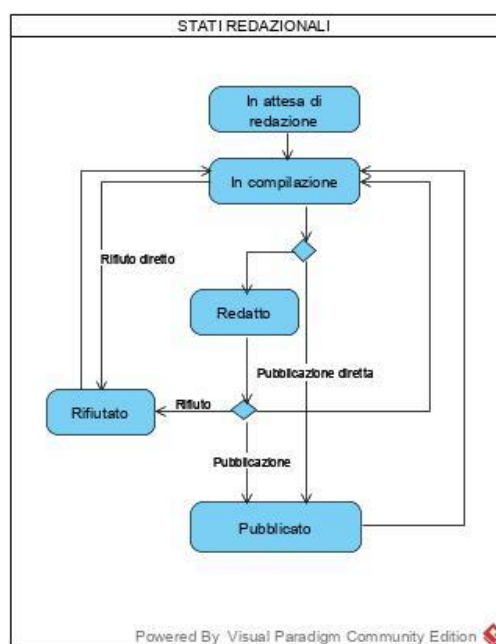 STATI REDAZIONALI
In attesa di
redazione
In compilazione
Rifiuto diretto
Redatto
Pubblicazione diretta
Rifiutato
Rifiuto
Pubblicazione
Pubblicato
Powered By Visual Paradigm Community Edition